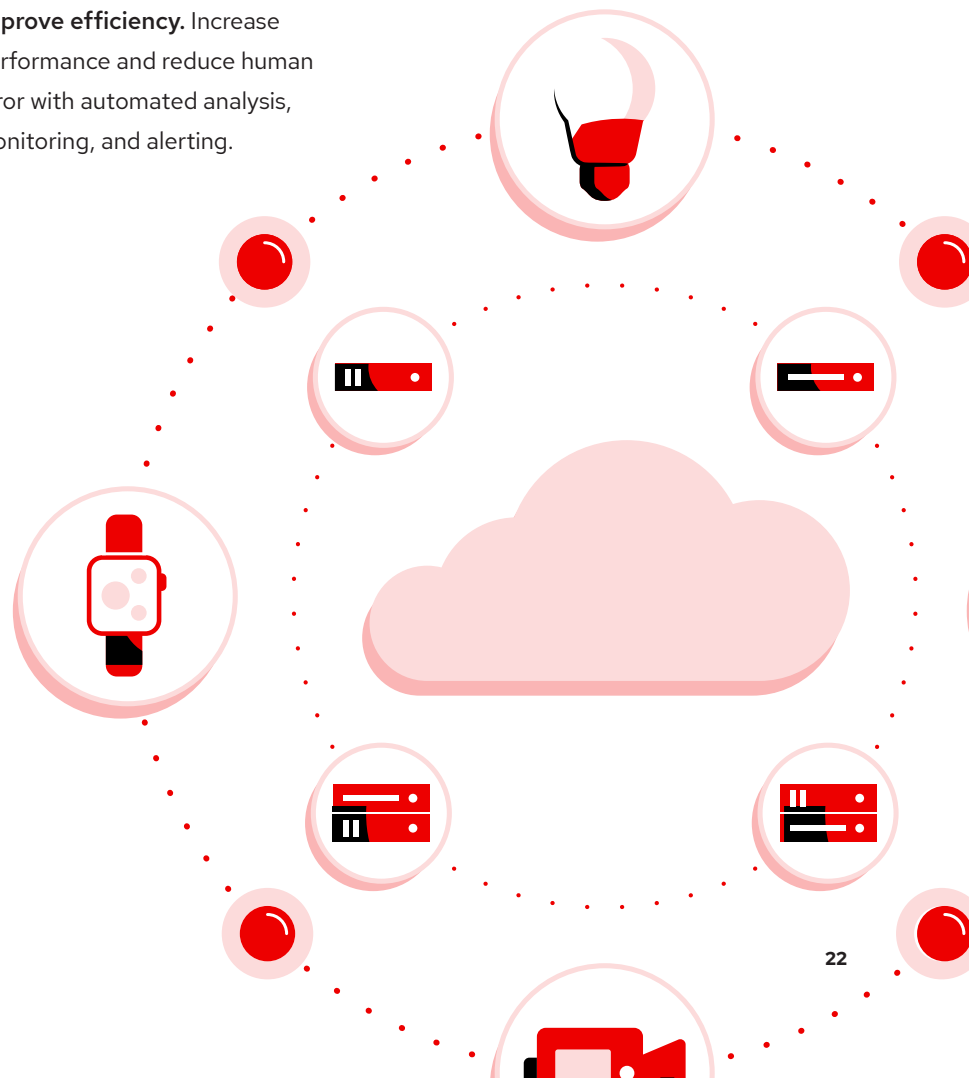 prove efficiency. Increase
rformance and reduce human
ror with automated analysis,
onitoring, and alerting.
22